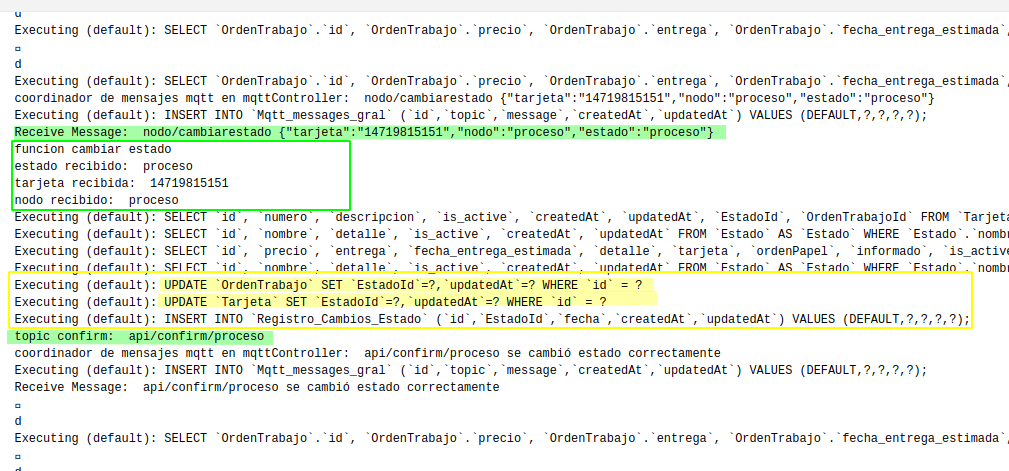 d
Executing (default): SELECT `OrdenTrabajo`.`id`, `OrdenTrabajo`.`precio`, `OrdenTrabajo`.`entrega`, `OrdenTrabajo`.`fecha_entrega_estimada`,
d
Executing (default): SELECT `OrdenTrabajo`.`id`, `OrdenTrabajo`.`precio`, `OrdenTrabajo`.`entrega`, `OrdenTrabajo`.`fecha_entrega_estimada`,
coordinador de mensajes mqtt en mqttController:  nodo/cambiarestado {"tarjeta":"14719815151","nodo":"proceso","estado":"proceso"}
Executing (default): INSERT INTO `Mqtt_messages_gral` (`id`,`topic`,`message`,`createdAt`,`updatedAt`) VALUES (DEFAULT,?,?,?,?);
Receive Message:  nodo/cambiarestado {"tarjeta":"14719815151","nodo":"proceso","estado":"proceso"}
funcion cambiar estado
estado recibido:  proceso
tarjeta recibida:  14719815151
nodo recibido:  proceso
Executing (default): SELECT `id`, `numero`, `descripcion`, `is_active`, `createdAt`, `updatedAt`, `EstadoId`, `OrdenTrabajoId` FROM `Tarjeta
Executing (default): SELECT `id`, `nombre`, `detalle`, `is_active`, `createdAt`, `updatedAt` FROM `Estado` AS `Estado` WHERE `Estado`.`nombr
Executing (default): SELECT `id`, `precio`, `entrega`, `fecha_entrega_estimada`, `detalle`, `tarjeta`, `ordenPapel`, `informado`, `is_active
Executing (default): SELECT `id`, `nombre`, `detalle`, `is_active`, `createdAt`, `updatedAt` FROM `Estado` AS `Estado` WHERE `Estado`.`nombr
Executing (default): UPDATE `OrdenTrabajo` SET `EstadoId`=?,`updatedAt`=? WHERE `id` = ?
Executing (default): UPDATE `Tarjeta` SET `EstadoId`=?,`updatedAt`=? WHERE `id` = ?
Executing (default): INSERT INTO `Registro_Cambios_Estado` (`id`,`EstadoId`,`fecha`,`createdAt`,`updatedAt`) VALUES (DEFAULT,?,?,?,?);
topic confirm:  api/confirm/proceso
coordinador de mensajes mqtt en mqttController:  api/confirm/proceso se cambió estado correctamente
Executing (default): INSERT INTO `Mqtt_messages_gral` (`id`,`topic`,`message`,`createdAt`,`updatedAt`) VALUES (DEFAULT,?,?,?,?);
Receive Message:  api/confirm/proceso se cambió estado correctamente
d
Executing (default): SELECT `OrdenTrabajo`.`id`, `OrdenTrabajo`.`precio`, `OrdenTrabajo`.`entrega`, `OrdenTrabajo`.`fecha_entrega_estimada`,
d